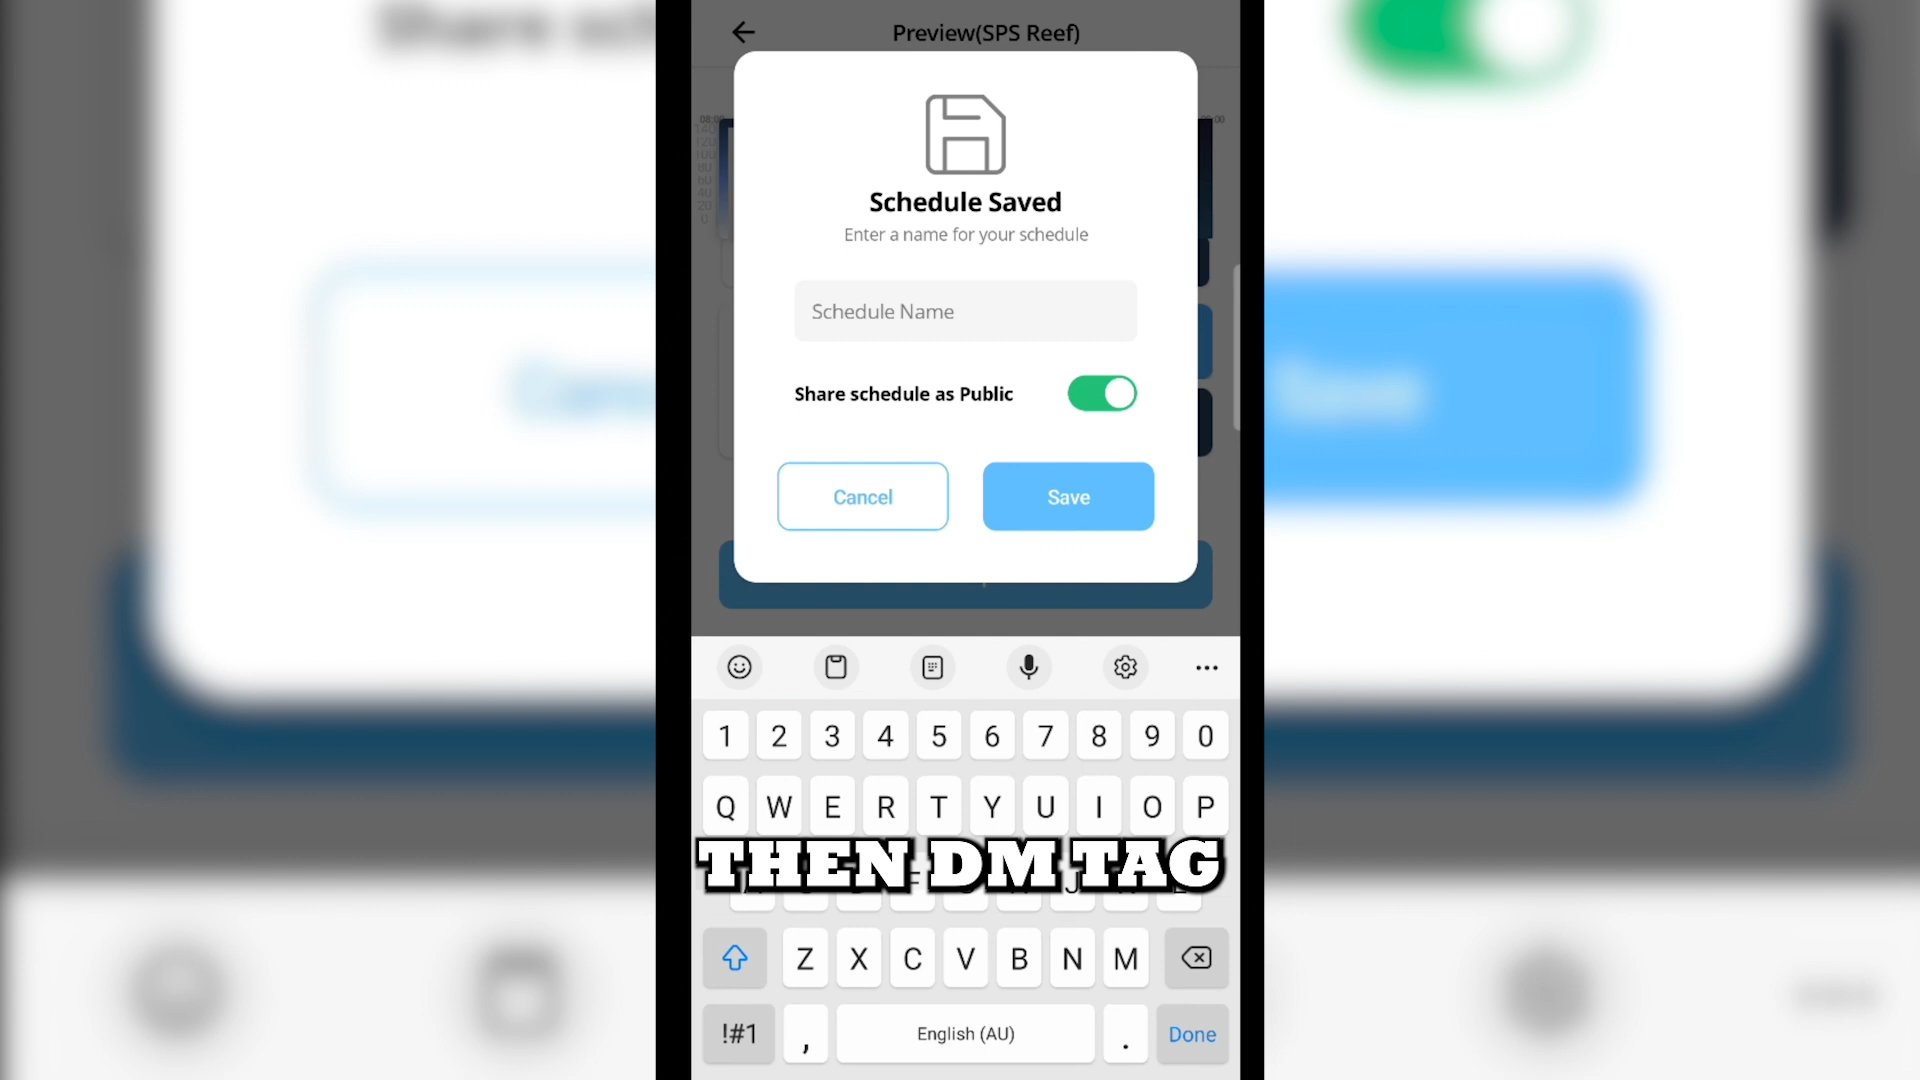 Preview(SPS Reef)
Schedule Saved
Enter a name for your schedule
Schedule Name
Share schedule as Public
Cancel
Save
1 2 3 4 5 6 7 8 9 0
Q W E R T Y U I O P
THEN DM TAG
Z X C V B N M
!#1 , English (AU) . Done